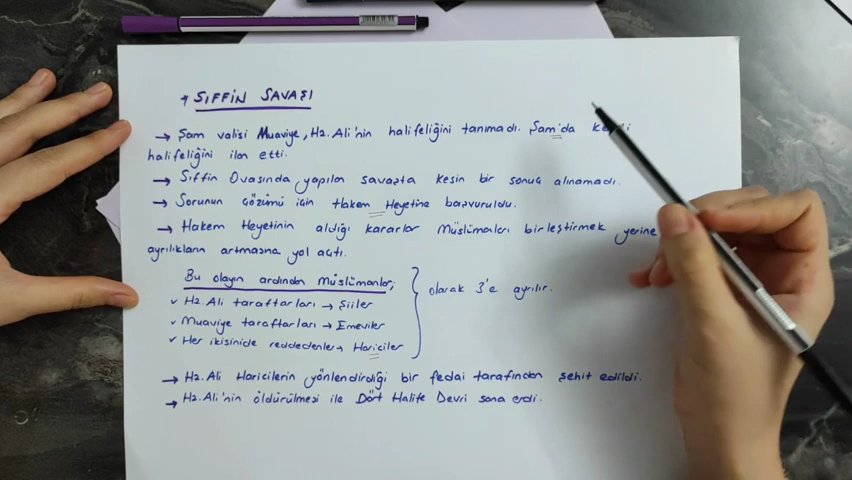 → SIFFİN SAVAŞI
→ Şam valisi Muaviye, Hz. Ali'nin halifeliğini tanımadı. Şam'da
halifeliğini ilan etti.
→ Sıffin Ovasında yapılan savaşta kesin bir sonuç alınamadı.
→ Sorunun çözümü için Hakem Heyetine başvuruldu.
→ Hakem Heyetinin aldığı kararlar Müslümanları birleştirmek yerine
ayrılıkların artmasına yol açtı.
Bu olayın ardından Müslümanlar;
✓ Hz. Ali taraftarları → Şiiler
✓ Muaviye taraftarları → Emeviler
✓ Her ikisinide reddedenler → Hariciler
} olarak 3'e ayrılır.
→ Hz. Ali Haricilerin yönlendirdiği bir fedai tarafından şehit edildi.
→ Hz. Ali'nin öldürülmesi ile Dört Halife Devri sona erdi.